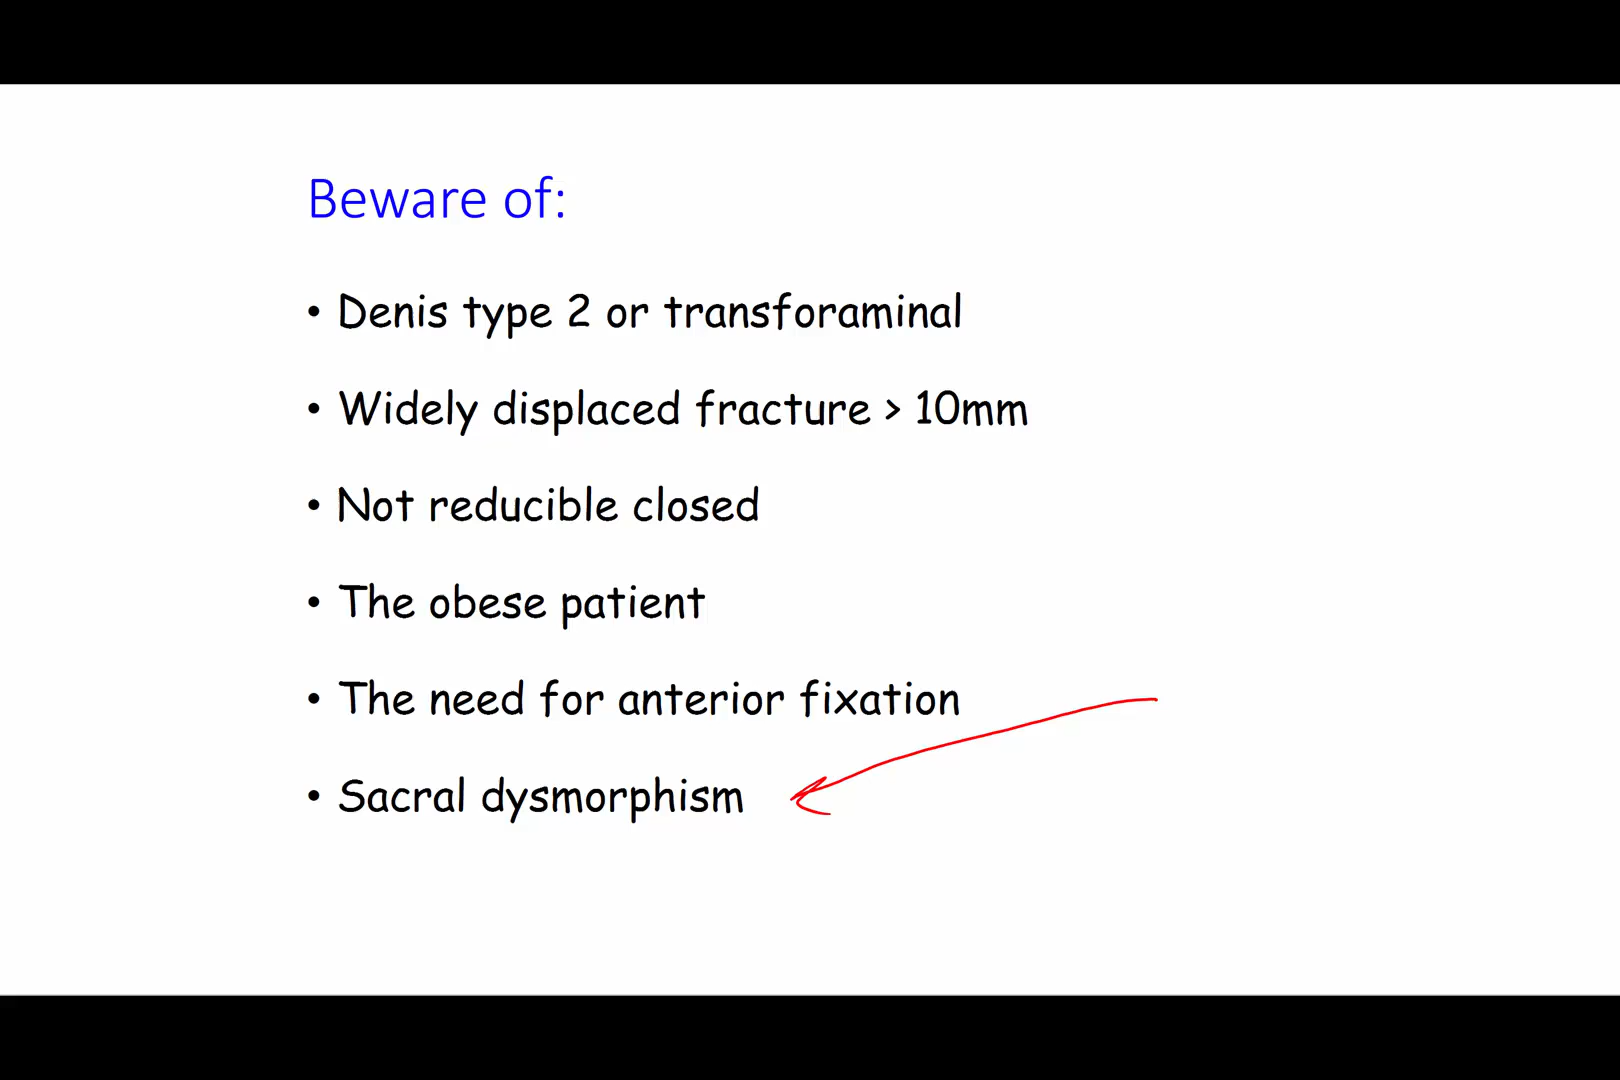 Beware of:
• Denis type 2 or transforaminal
• Widely displaced fracture > 10mm
• Not reducible closed
• The obese patient
• The need for anterior fixation
• Sacral dysmorphism